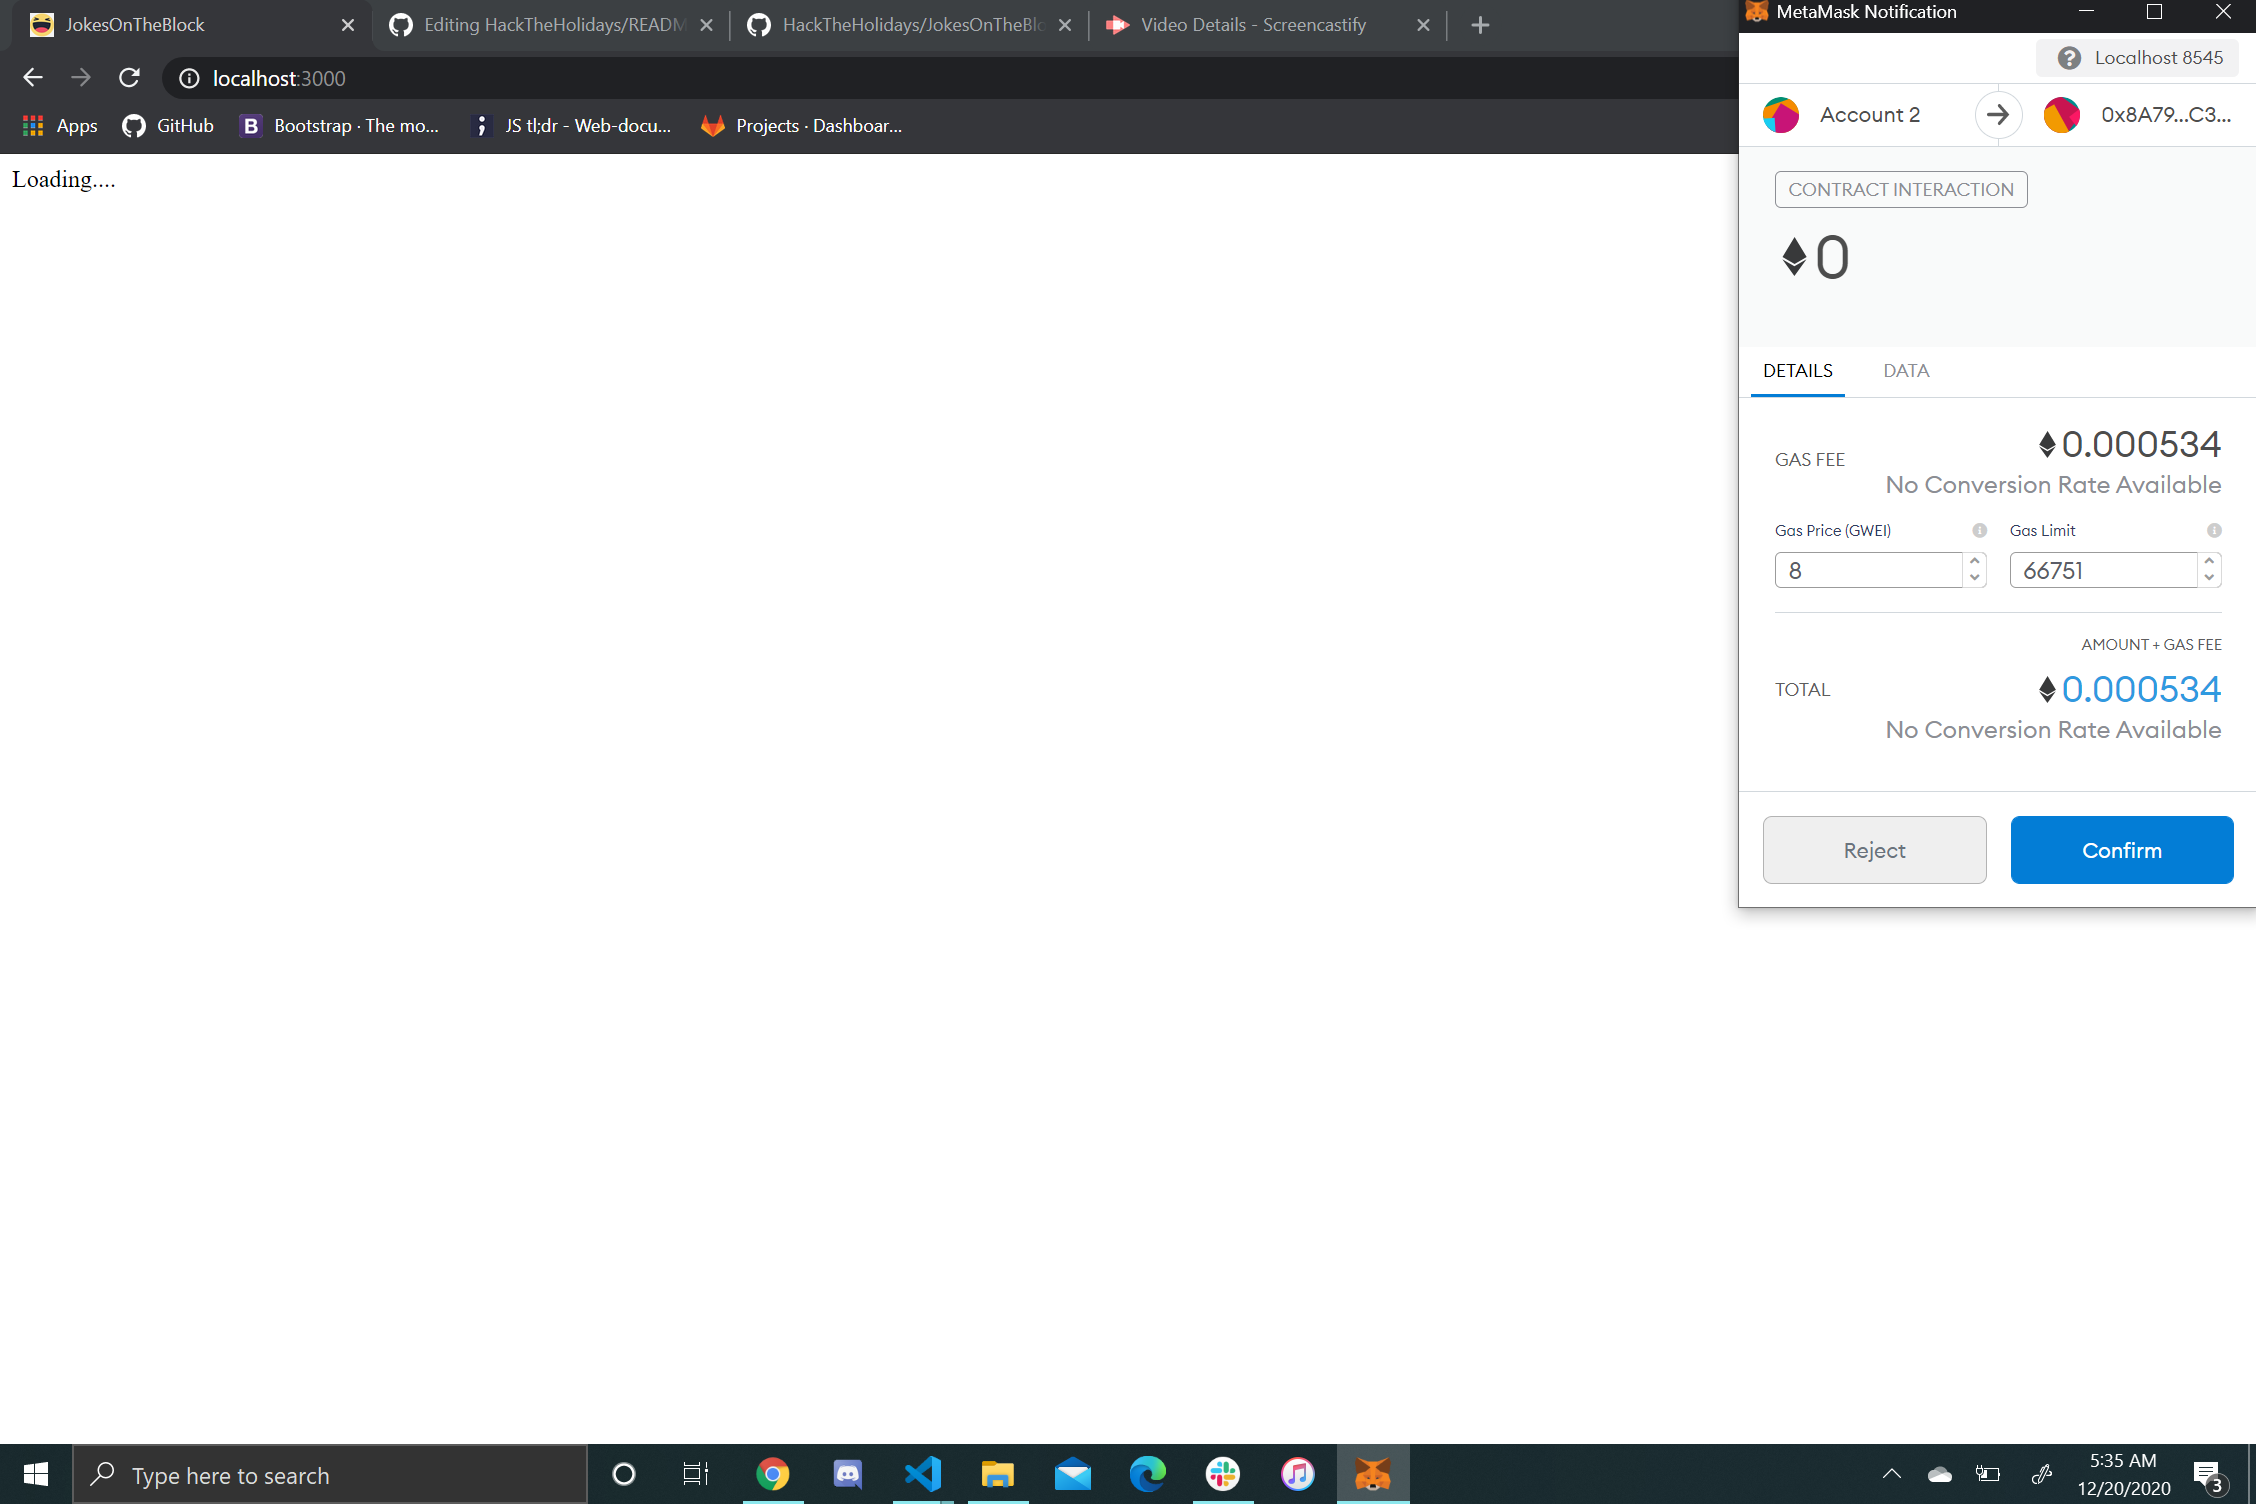 JokesOnTheBlock
Editing HackTheHolidays/READM
HackTheHolidays/JokesOnTheBlo
Video Details - Screencastify
MetaMask Notification
localhost:3000
Localhost 8545
Apps
GitHub
Bootstrap · The mo...
JS tl;dr - Web-docu...
Projects · Dashboar...
Account 2
0x8A79...C3...
Loading....
CONTRACT INTERACTION
0
DETAILS
DATA
GAS FEE
0.000534
No Conversion Rate Available
Gas Price (GWEI)
Gas Limit
8
66751
AMOUNT + GAS FEE
TOTAL
0.000534
No Conversion Rate Available
Reject
Confirm
Type here to search
5:35 AM
12/20/2020
3